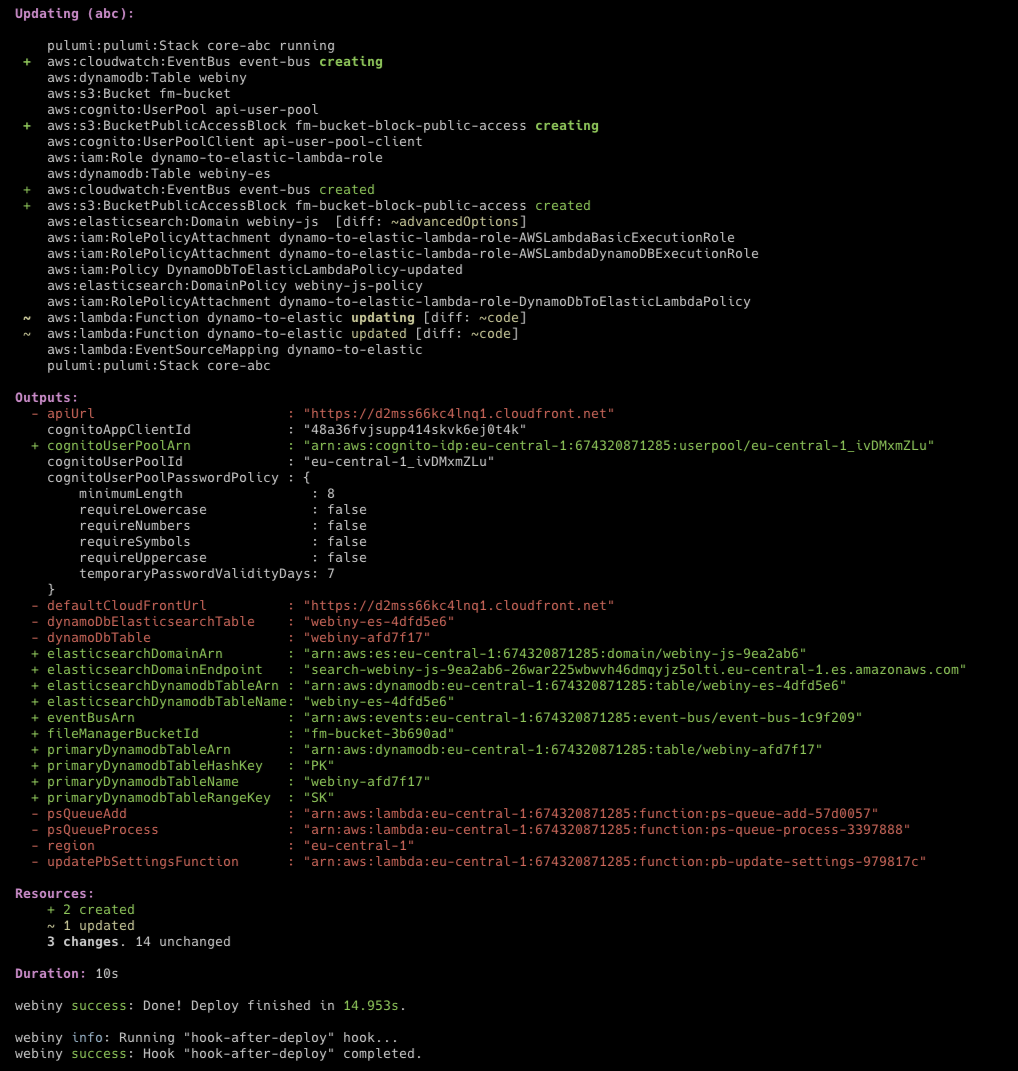 Updating (abc):
pulumi:pulumi:Stack core-abc running
+ aws:cloudwatch:EventBus event-bus creating
aws:dynamodb:Table webiny
aws:s3:Bucket fm-bucket
aws:cognito:UserPool api-user-pool
+ aws:s3:BucketPublicAccessBlock fm-bucket-block-public-access creating
aws:cognito:UserPoolClient api-user-pool-client
aws:iam:Role dynamo-to-elastic-lambda-role
aws:dynamodb:Table webiny-es
+ aws:cloudwatch:EventBus event-bus created
+ aws:s3:BucketPublicAccessBlock fm-bucket-block-public-access created
aws:elasticsearch:Domain webiny-js [diff: ~advancedOptions]
aws:iam:RolePolicyAttachment dynamo-to-elastic-lambda-role-AWSLambdaBasicExecutionRole
aws:iam:RolePolicyAttachment dynamo-to-elastic-lambda-role-AWSLambdaDynamoDBExecutionRole
aws:iam:Policy DynamoDbToElasticLambdaPolicy-updated
aws:elasticsearch:DomainPolicy webiny-js-policy
aws:iam:RolePolicyAttachment dynamo-to-elastic-lambda-role-DynamoDbToElasticLambdaPolicy
~ aws:lambda:Function dynamo-to-elastic updating [diff: ~code]
~ aws:lambda:Function dynamo-to-elastic updated [diff: ~code]
aws:lambda:EventSourceMapping dynamo-to-elastic
pulumi:pulumi:Stack core-abc
Outputs:
- apiUrl : "https://d2mss66kc4lnq1.cloudfront.net"
cognitoAppClientId : "48a36fvjsupp414skvk6ej0t4k"
+ cognitoUserPoolArn : "arn:aws:cognito-idp:eu-central-1:674320871285:userpool/eu-central-1_ivDMxmZLu"
cognitoUserPoolId : "eu-central-1_ivDMxmZLu"
cognitoUserPoolPasswordPolicy : {
minimumLength : 8
requireLowercase : false
requireNumbers : false
requireSymbols : false
requireUppercase : false
temporaryPasswordValidityDays: 7
}
- defaultCloudFrontUrl : "https://d2mss66kc4lnq1.cloudfront.net"
- dynamoDbElasticsearchTable : "webiny-es-4dfd5e6"
- dynamoDbTable : "webiny-afd7f17"
+ elasticsearchDomainArn : "arn:aws:es:eu-central-1:674320871285:domain/webiny-js-9ea2ab6"
+ elasticsearchDomainEndpoint : "search-webiny-js-9ea2ab6-26war225wbwvh46dmqyjz5olti.eu-central-1.es.amazonaws.com"
+ elasticsearchDynamodbTableArn : "arn:aws:dynamodb:eu-central-1:674320871285:table/webiny-es-4dfd5e6"
+ elasticsearchDynamodbTableName: "webiny-es-4dfd5e6"
+ eventBusArn : "arn:aws:events:eu-central-1:674320871285:event-bus/event-bus-1c9f209"
+ fileManagerBucketId : "fm-bucket-3b690ad"
+ primaryDynamodbTableArn : "arn:aws:dynamodb:eu-central-1:674320871285:table/webiny-afd7f17"
+ primaryDynamodbTableHashKey : "PK"
+ primaryDynamodbTableName : "webiny-afd7f17"
+ primaryDynamodbTableRangeKey : "SK"
- psQueueAdd : "arn:aws:lambda:eu-central-1:674320871285:function:ps-queue-add-57d0057"
- psQueueProcess : "arn:aws:lambda:eu-central-1:674320871285:function:ps-queue-process-3397888"
- region : "eu-central-1"
- updatePbSettingsFunction : "arn:aws:lambda:eu-central-1:674320871285:function:pb-update-settings-979817c"
Resources:
+ 2 created
~ 1 updated
3 changes. 14 unchanged
Duration: 10s
webiny success: Done! Deploy finished in 14.953s.
webiny info: Running "hook-after-deploy" hook...
webiny success: Hook "hook-after-deploy" completed.